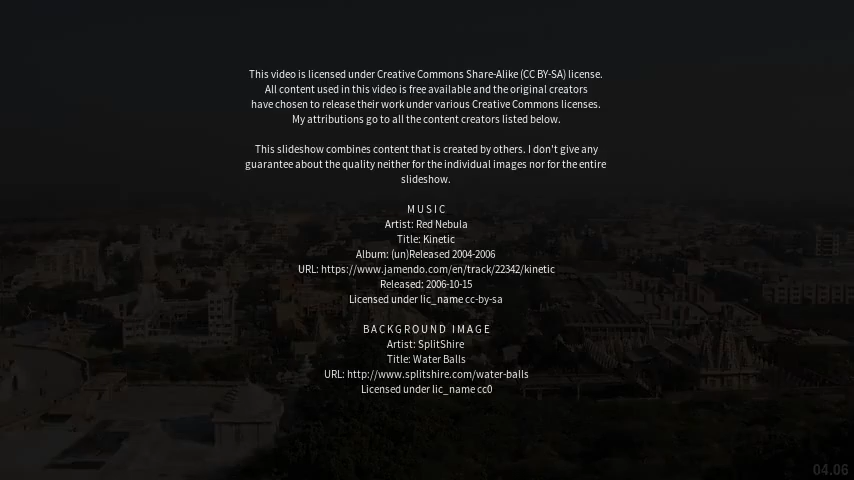 This video is licensed under Creative Commons Share-Alike (CC BY-SA) license.
All content used in this video is free available and the original creators
have chosen to release their work under various Creative Commons licenses.
My attributions go to all the content creators listed below.
This slideshow combines content that is created by others. I don't give any
guarantee about the quality neither for the individual images nor for the entire
slideshow.
MUSIC
Artist: Red Nebula
Title: Kinetic
Album: (un)Released 2004-2006
URL: https://www.jamendo.com/en/track/22342/kinetic
Released: 2006-10-15
Licensed under lic_name cc-by-sa
BACKGROUND IMAGE
Artist: SplitShire
Title: Water Balls
URL: http://www.splitshire.com/water-balls
Licensed under lic_name cc0
04.06